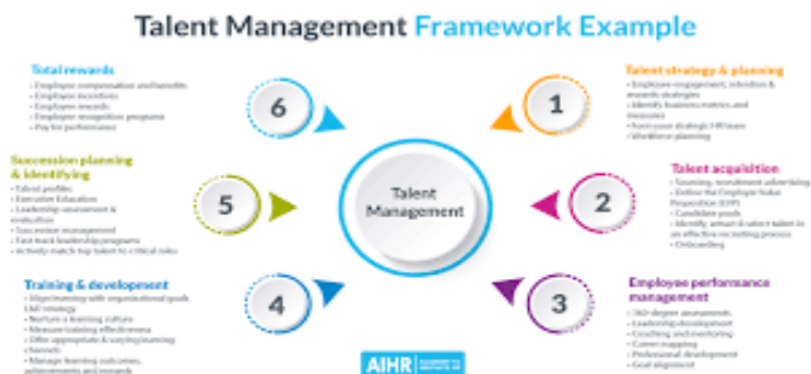 Talent Management Framework Example
Total rewards
• Employee compensation and benefits
• Employee incentives
• Employee rewards
• Employee recognition programs
• Pay for performance
6
Succession planning
& identifying
• Talent profiles
• Executive Education
• Leadership assessment &
evaluation
• Succession management
• Fast track leadership programs
• Actively match top talent to critical roles
5
Training & development
• Align learning with organizational goals
L&D strategy
• Nurture a learning culture
• Measure training effectiveness
• Offer appropriate & varying learning
channels
• Manage learning outcomes,
achievements and rewards
4
Talent
Management
1
Talent strategy & planning
• Employee engagement, retention &
rewards strategies
• Identify business metrics and
measures
• Form your strategic HR team
• Workforce planning
2
Talent acquisition
• Sourcing, recruitment advertising
• Define the Employer Value
Proposition (EVP)
• Candidate pools
• Identify, attract & select talent in
an effective recruiting process
• Onboarding
3
Employee performance
management
• 360-degree assessments
• Leadership development
• Coaching and mentoring
• Career mapping
• Professional development
• Goal alignment
AIHR